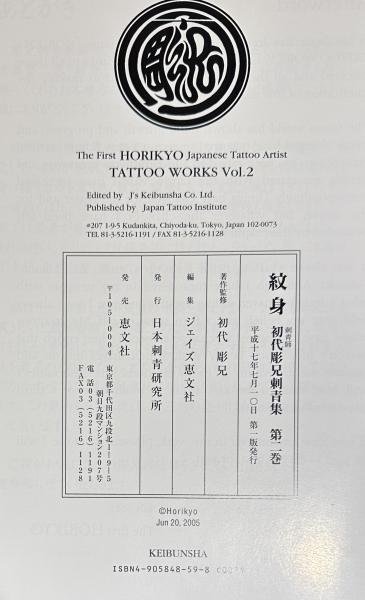 The First HORIKYO Japanese Tattoo Artist
TATTOO WORKS Vol.2
Edited by J's Keibunsha Co. Ltd.
Published by Japan Tattoo Institute
#207 1-9-5 Kudankita, Chiyoda-ku, Tokyo, Japan 102-0073
TEL 81-3-5216-1191 / FAX 81-3-5216-1128
紋身 刺青師 初代彫兄刺青集 第二巻
平成十七年七月一〇日 第一版発行
著作監修 初代 彫兄
編集 ジェイズ恵文社
発行 日本刺青研究所
発売 恵文社
〒105-0004
東京都千代田区九段北1-9-5
朝日九段マンション207号
電話03(5216)1191
FAX03(5216)1128
©Horikyo
Jun 20, 2005
KEIBUNSHA
ISBN4-905848-59-8